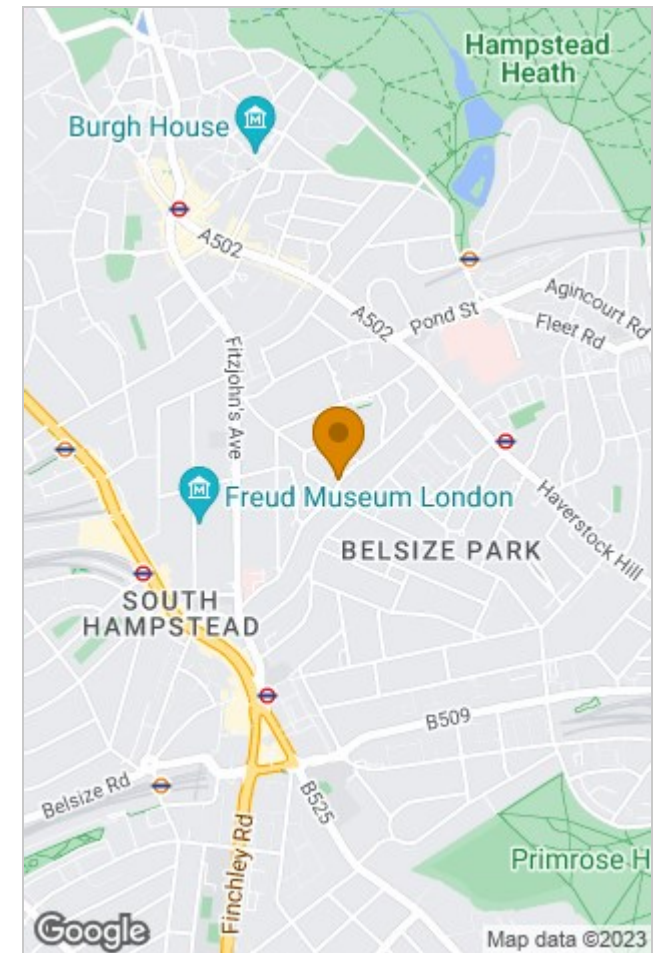 Hampstead
Heath
Burgh House
A502
A502
Pond St
Agincourt Rd
Fleet Rd
Fitzjohn's Ave
Freud Museum London
Haverstock Hill
BELSIZE PARK
SOUTH
HAMPSTEAD
B509
Belsize Rd
B525
Finchley Rd
Primrose H
Google
Map data ©2023